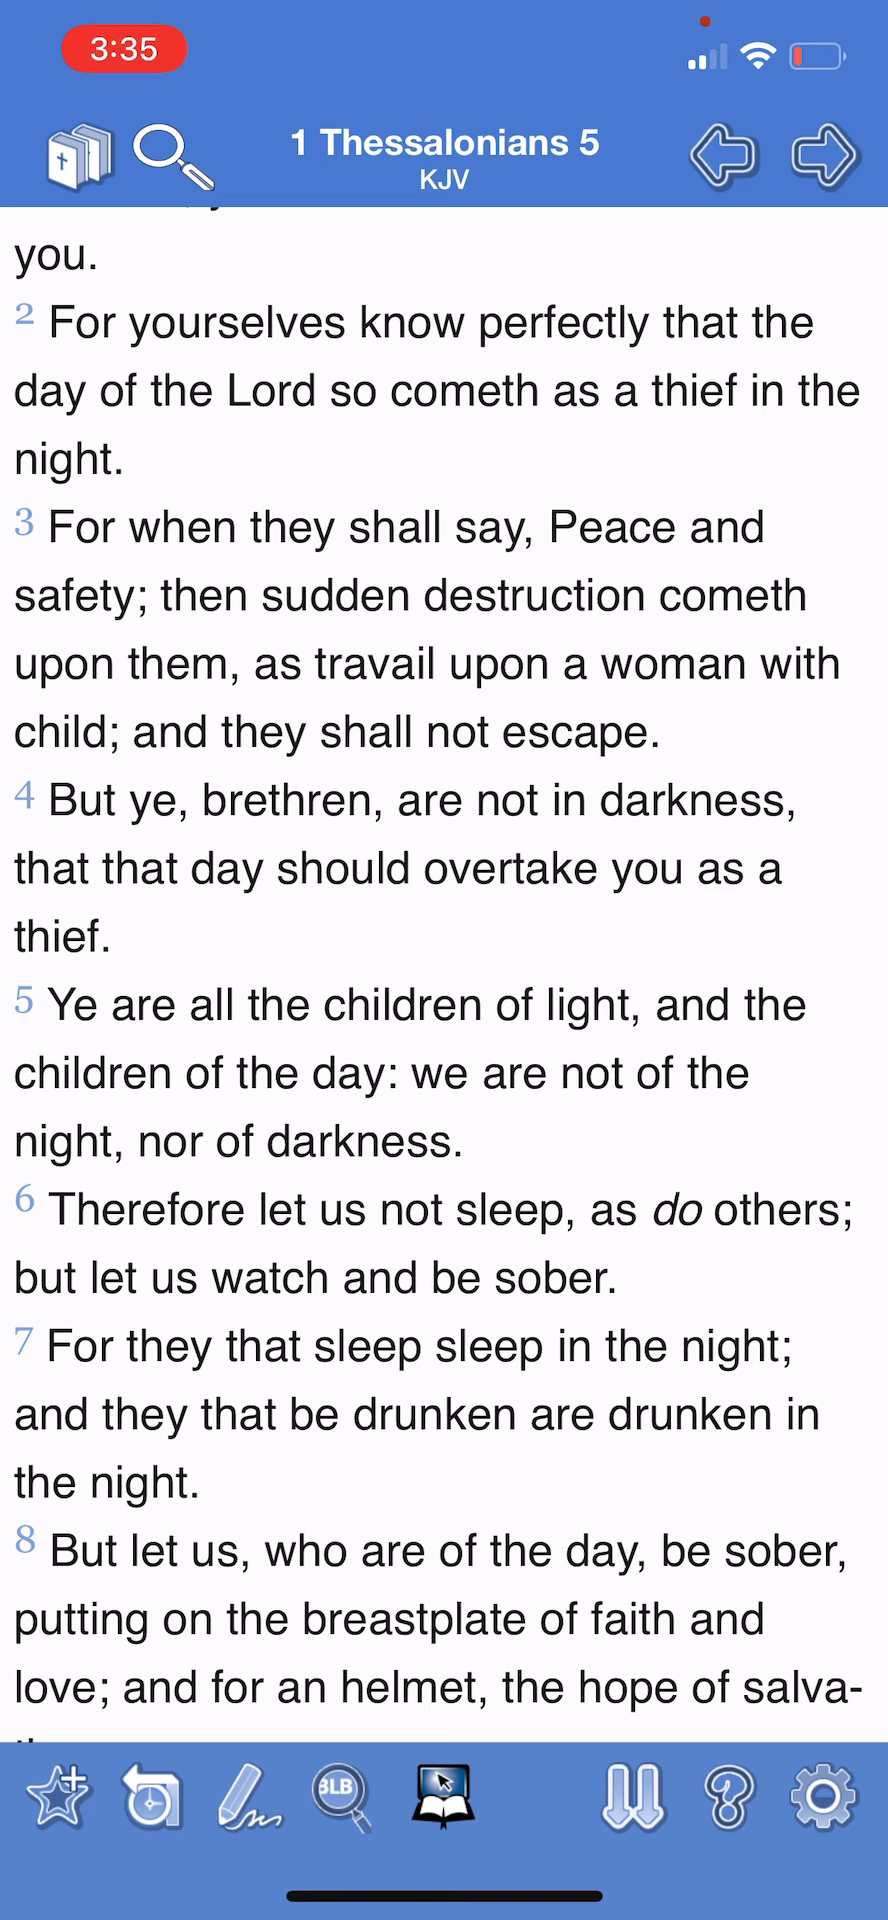 3:35
1 Thessalonians 5
KJV
you.
2 For yourselves know perfectly that the
day of the Lord so cometh as a thief in the
night.
3 For when they shall say, Peace and
safety; then sudden destruction cometh
upon them, as travail upon a woman with
child; and they shall not escape.
4 But ye, brethren, are not in darkness,
that that day should overtake you as a
thief.
5 Ye are all the children of light, and the
children of the day: we are not of the
night, nor of darkness.
6 Therefore let us not sleep, as do others;
but let us watch and be sober.
7 For they that sleep sleep in the night;
and they that be drunken are drunken in
the night.
8 But let us, who are of the day, be sober,
putting on the breastplate of faith and
love; and for an helmet, the hope of salva-
BLB